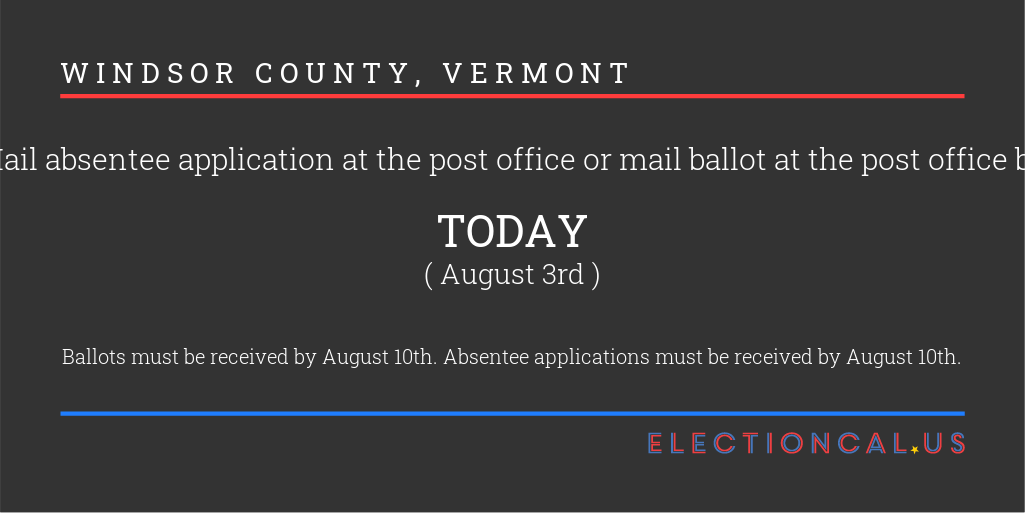 WINDSOR COUNTY, VERMONT
absentee application at the post office or mail ballot at the post office
TODAY
( August 3rd )
Ballots must be received by August 10th. Absentee applications must be received by August 10th.
ELECTIONCAL.US